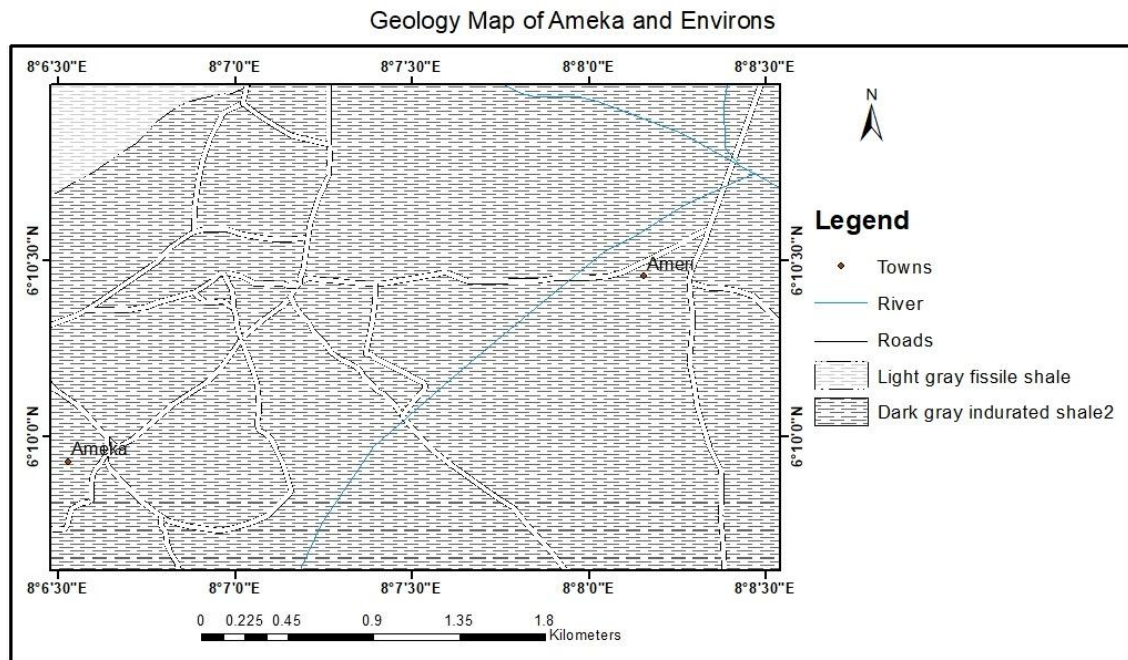 Geology Map of Ameka and Environs
8°6'30"E 8°7'0"E 8°7'30"E 8°8'0"E 8°8'30"E
N
Legend
6°10'30"N Ameri 6°10'30"N
Towns
River
Roads
Light gray fissile shale
6°10'0"N Dark gray indurated shale2
Ameka 6°10'0"N
8°6'30"E 8°7'0"E 8°7'30"E 8°8'0"E 8°8'30"E
0 0.225 0.45 0.9 1.35 1.8
Kilometers